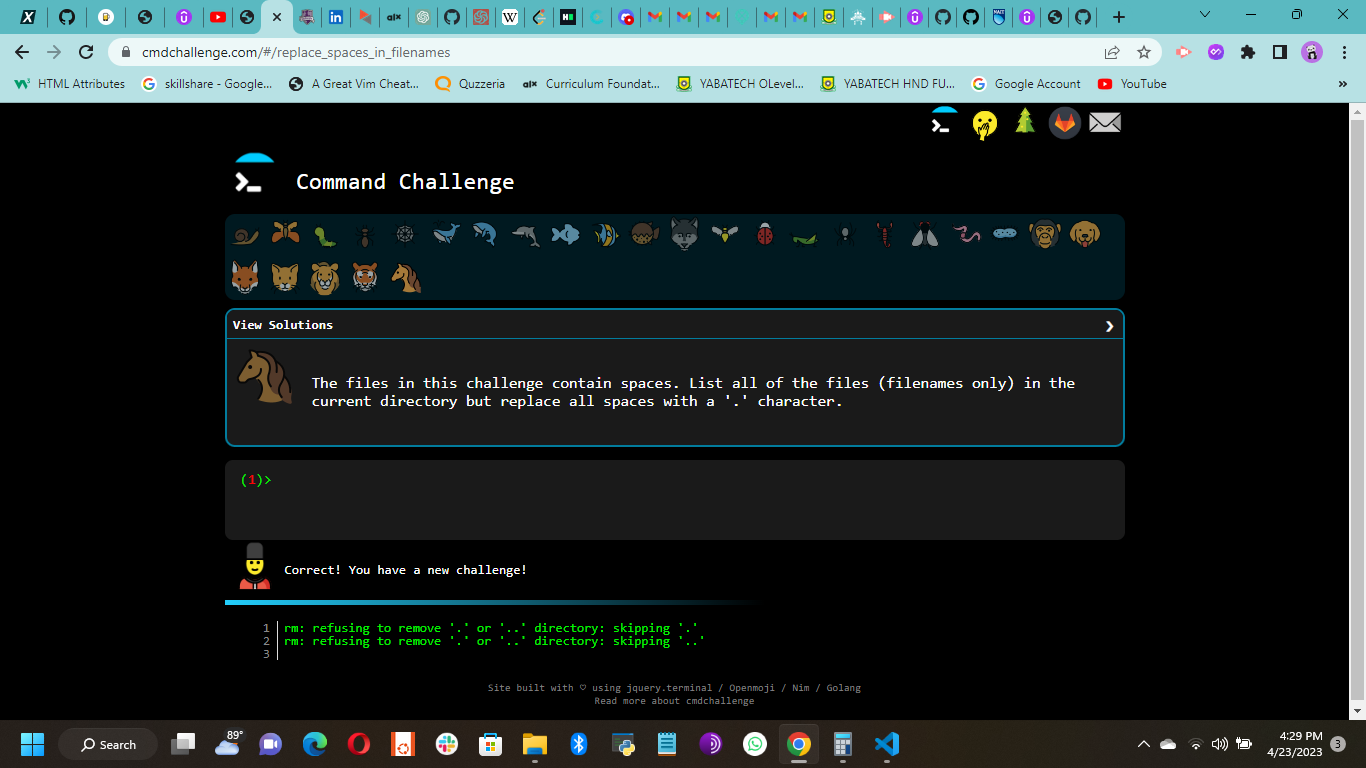 cmdchallenge.com/#/replace_spaces_in_filenames
HTML Attributes
skillshare - Google...
A Great Vim Cheat...
Quzzeria
alx
Curriculum Foundat...
YABATECH OLevel...
YABATECH HND FU...
Google Account
YouTube
»
Command Challenge
View Solutions
The files in this challenge contain spaces. List all of the files (filenames only) in the
current directory but replace all spaces with a '.' character.
(1)>
Correct! You have a new challenge!
1 rm: refusing to remove '.' or '..' directory: skipping '.'
2 rm: refusing to remove '.' or '..' directory: skipping '..'
3
Site built with ♡ using jquery.terminal / Openmoji / Nim / Golang
Read more about cmdchallenge
89°
Search
4:29 PM
4/23/2023
3